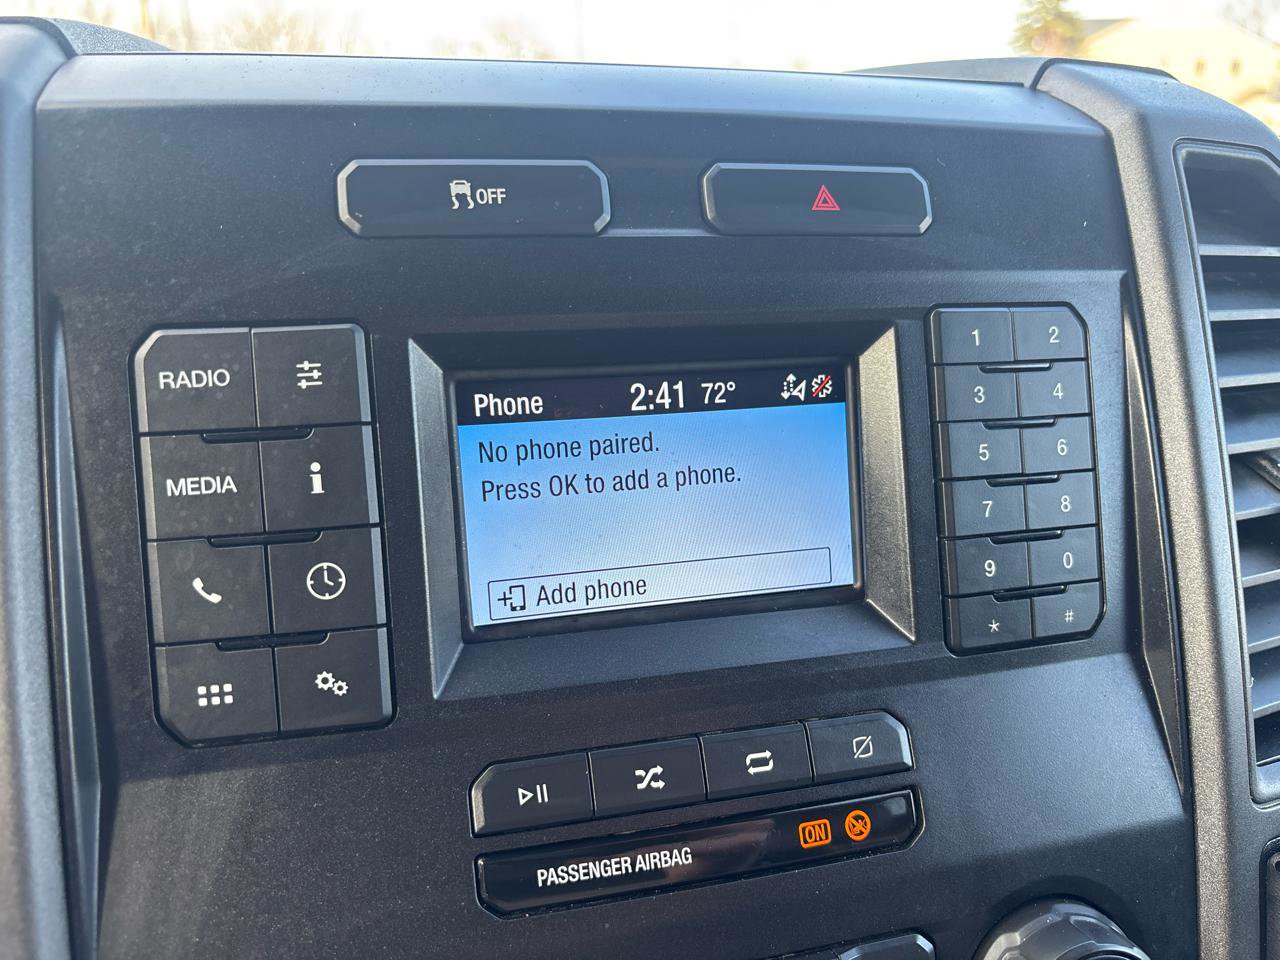 OFF
RADIO
MEDIA
Phone 2:41 72°
No phone paired.
Press OK to add a phone.
Add phone
1 2
3 4
5 6
7 8
9 0
* #
PASSENGER AIRBAG ON